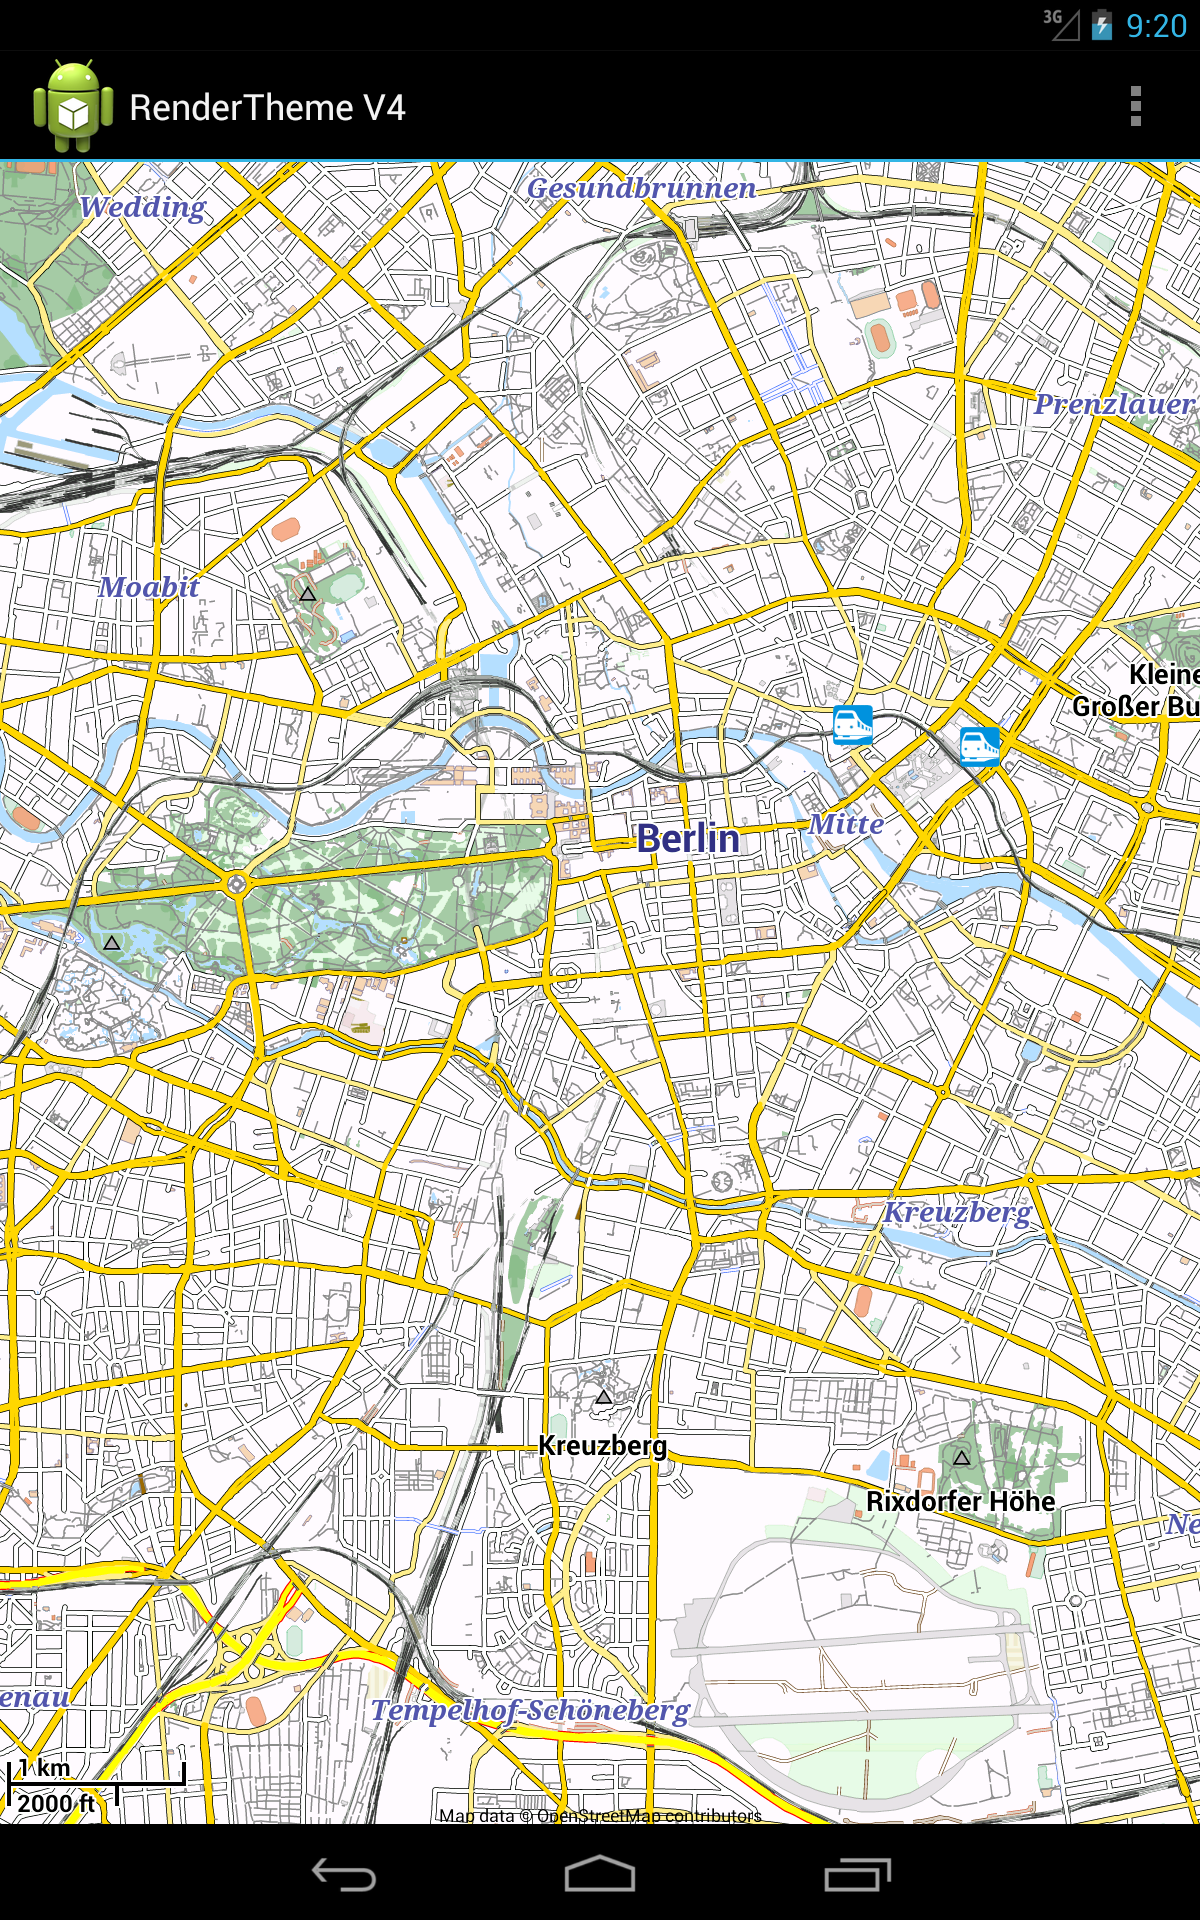 3G 9:20
RenderTheme V4
Gesundbrunnen
Wedding
Prenzlauer
Moabit
Kleine
Großer Bu
Mitte
Berlin
Kreuzberg
Kreuzberg
Rixdorfer Höhe
Ne
enau
Tempelhof-Schöneberg
1 km
2000 ft
Map data © OpenStreetMap contributors